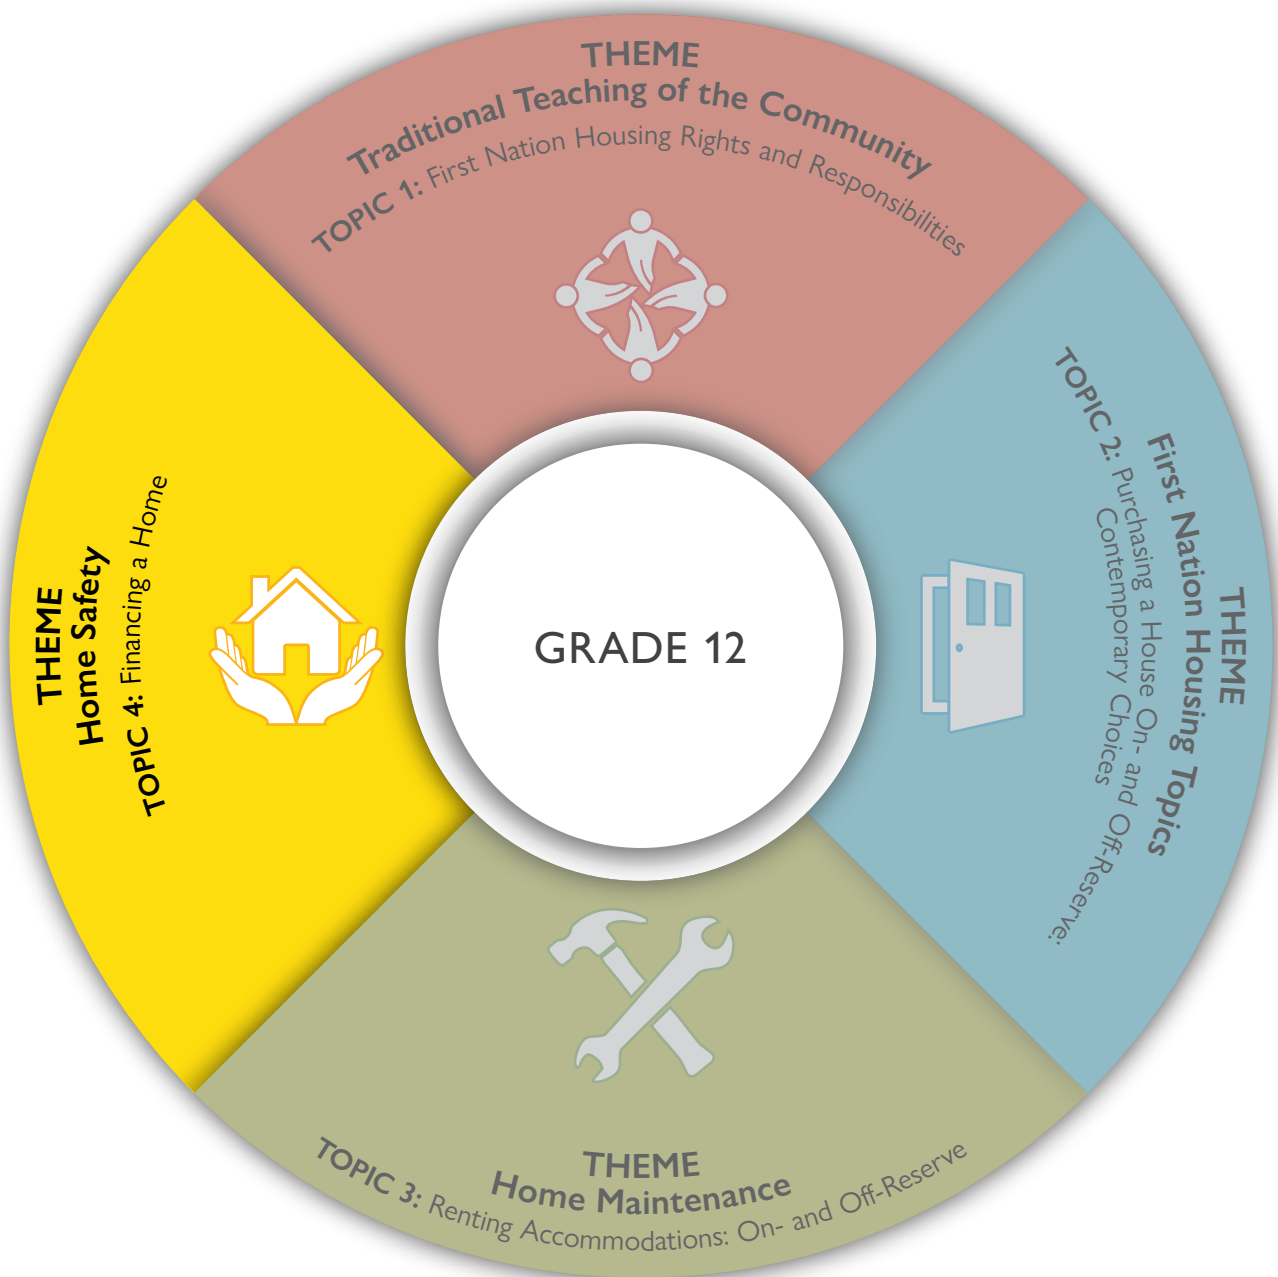 THEME
Traditional Teaching of the Community
TOPIC 1: First Nation Housing Rights and Responsibilities
THEME
First Nation Housing Topics
TOPIC 2: Purchasing a House On- and Off-Reserve:
Contemporary Choices
THEME
Home Maintenance
TOPIC 3: Renting Accommodations: On- and Off-Reserve
THEME
Home Safety
TOPIC 4: Financing a Home
GRADE 12